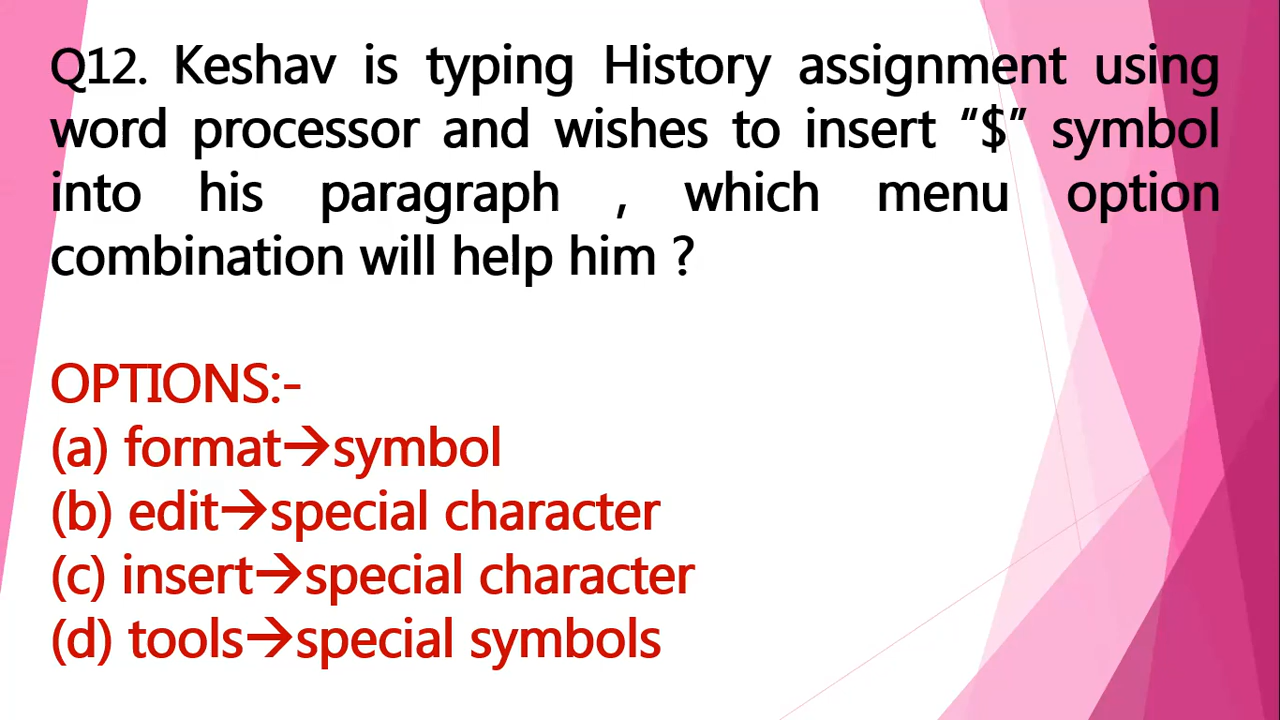 Q12. Keshav is typing History assignment using
word processor and wishes to insert “$” symbol
into his paragraph , which menu option
combination will help him ?
OPTIONS:-
(a) format→symbol
(b) edit→special character
(c) insert→special character
(d) tools→special symbols